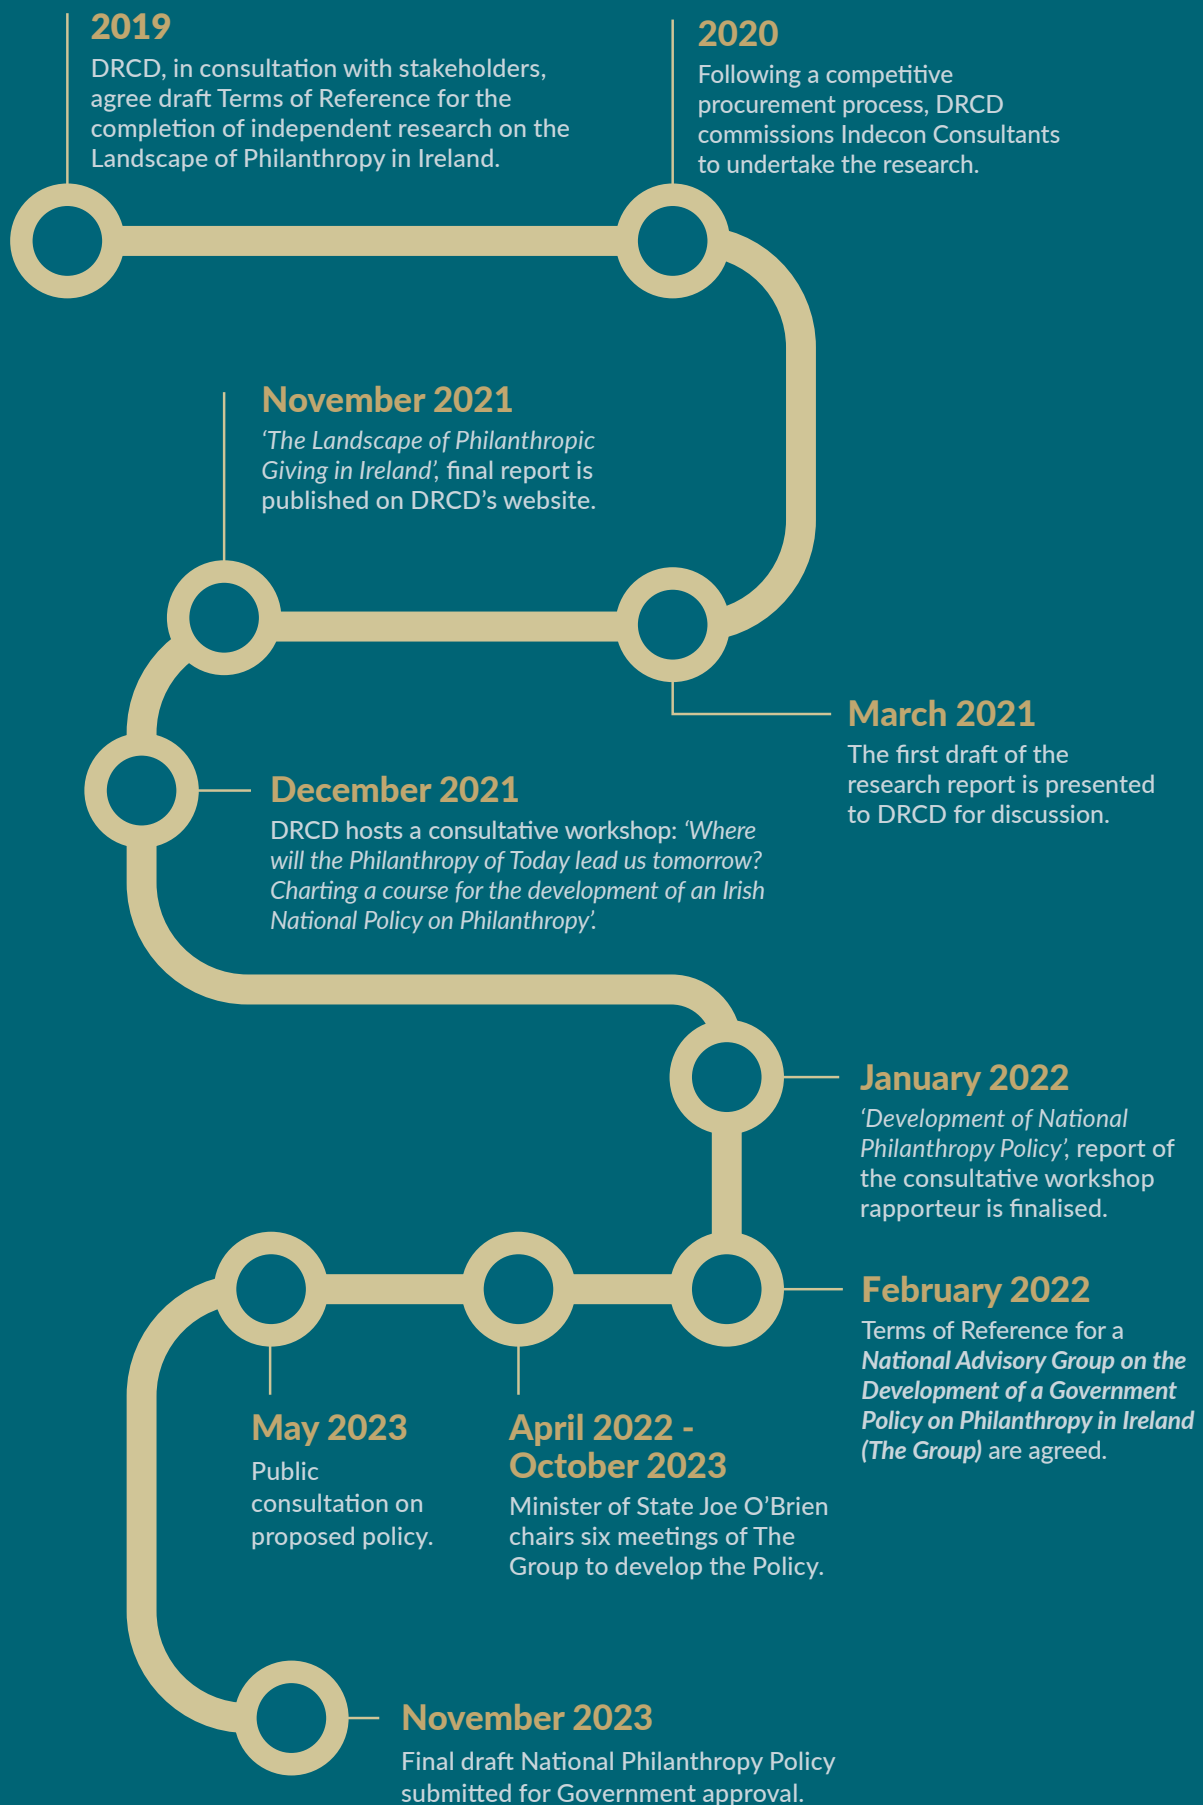 2019
DRCD, in consultation with stakeholders,
agree draft Terms of Reference for the
completion of independent research on the
Landscape of Philanthropy in Ireland.
2020
Following a competitive
procurement process, DRCD
commissions Indecon Consultants
to undertake the research.
March 2021
The first draft of the
research report is presented
to DRCD for discussion.
November 2021
‘The Landscape of Philanthropic
Giving in Ireland’, final report is
published on DRCD’s website.
December 2021
DRCD hosts a consultative workshop: ‘Where
will the Philanthropy of Today lead us tomorrow?
Charting a course for the development of an Irish
National Policy on Philanthropy’.
January 2022
‘Development of National
Philanthropy Policy’, report of
the consultative workshop
rapporteur is finalised.
February 2022
Terms of Reference for a
National Advisory Group on the
Development of a Government
Policy on Philanthropy in Ireland
(The Group) are agreed.
April 2022 -
October 2023
Minister of State Joe O’Brien
chairs six meetings of The
Group to develop the Policy.
May 2023
Public
consultation on
proposed policy.
November 2023
Final draft National Philanthropy Policy
submitted for Government approval.